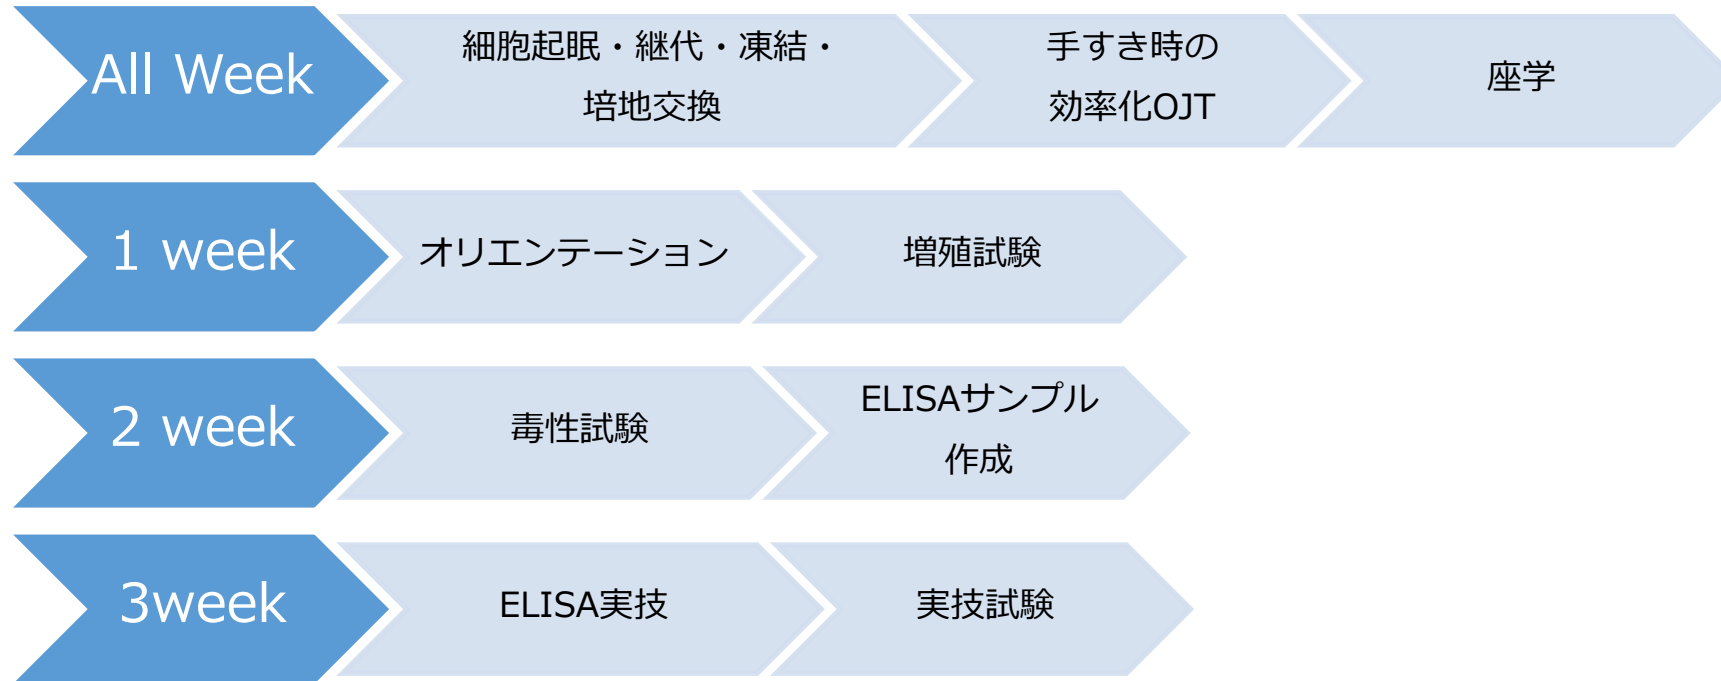 All Week
細胞起眠・継代・凍結・
培地交換
手すき時の
効率化OJT
座学
1 week
オリエンテーション
増殖試験
2 week
毒性試験
ELISAサンプル
作成
3week
ELISA実技
実技試験